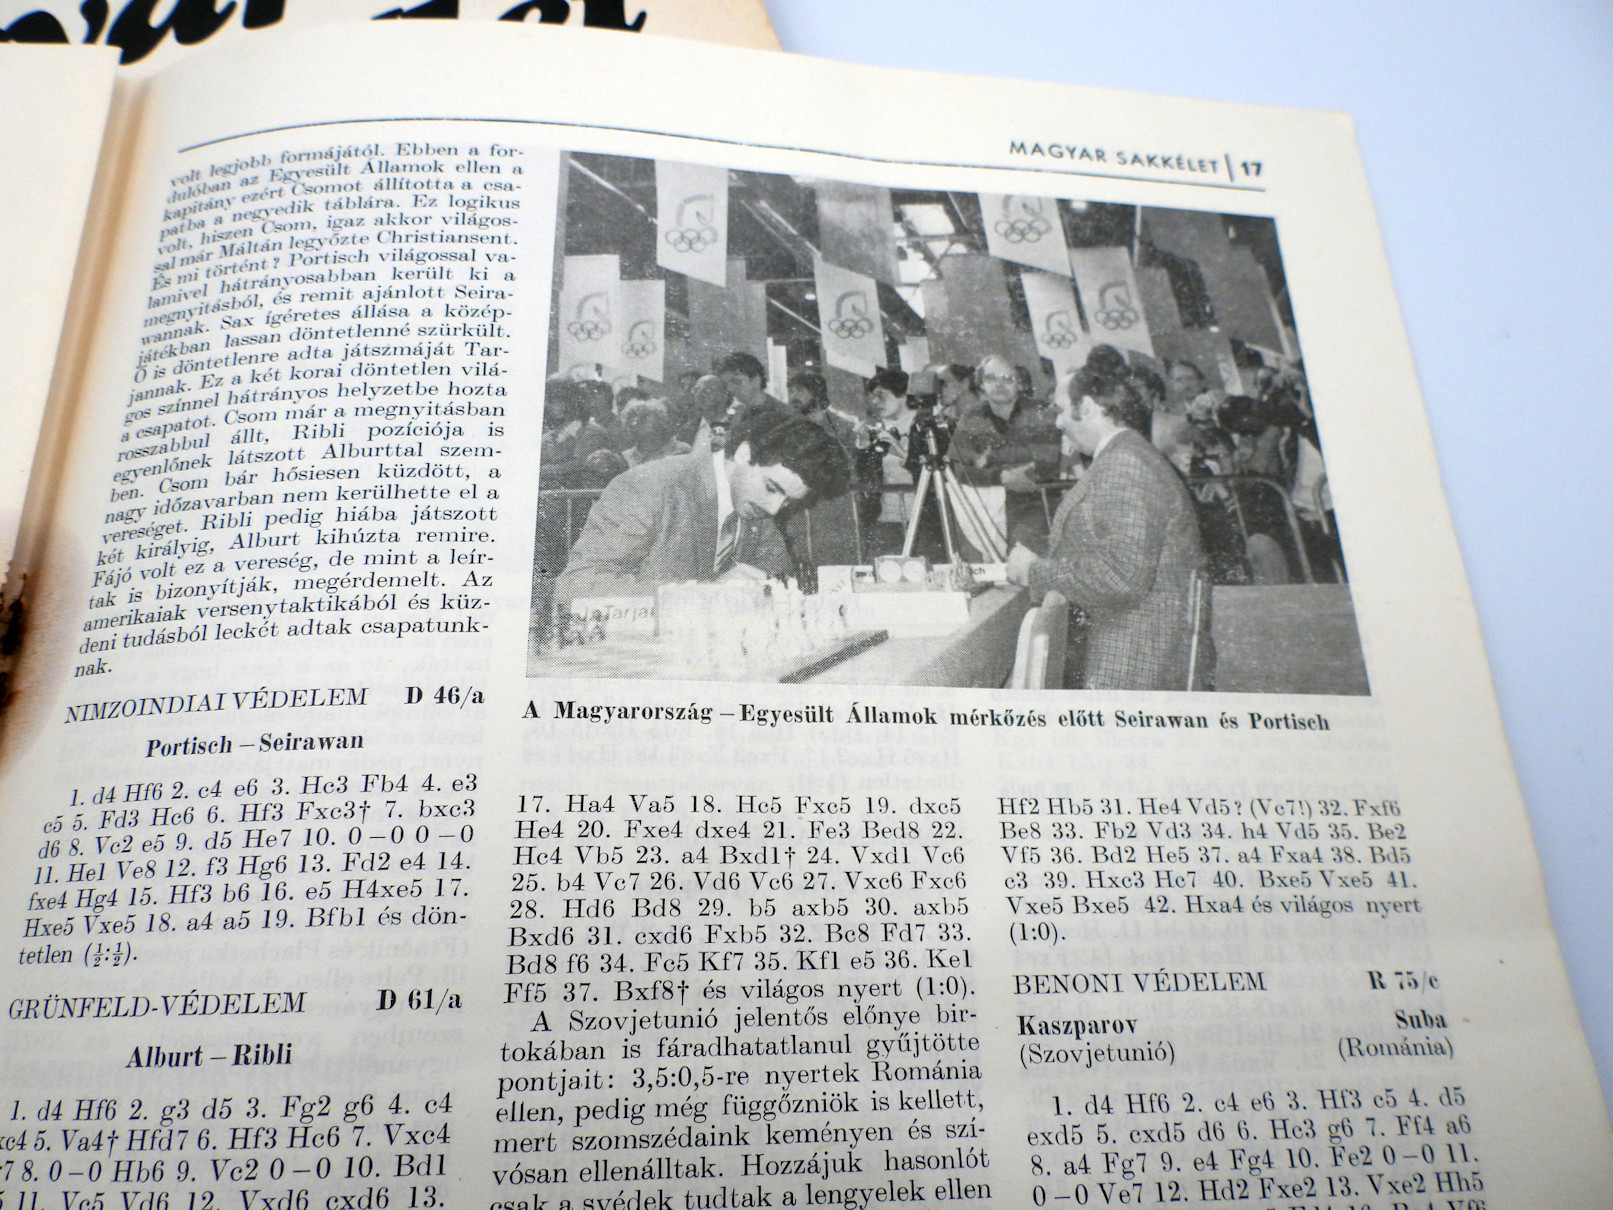 MAGYAR SAKKÉLET | 17
volt legjobb formájától. Ebben a for-
dulóban az Egyesült Államok ellen a
kapitány ezért Csomot állította a csa-
patba a negyedik táblára. Ez logikus
volt, hiszen Csom, igaz akkor világos-
sal már Máltán legyőzte Christiansent.
És mi történt? Portisch világossal va-
lamivel hátrányosabban került ki a
megnyitásból, és remit ajánlott Seira-
wannak. Sax ígéretes állása a közép-
játékban lassan döntetlenné szürkült.
Ő is döntetlenre adta játszmáját Tar-
jannak. Ez a két korai döntetlen vilá-
gos színnel hátrányos helyzetbe hozta
a csapatot. Csom már a megnyitásban
rosszabbul állt, Ribli pozíciója is
egyenlőnek látszott Alburttal szem-
ben. Csom bár hősiesen küzdött, a
nagy időzavarban nem kerülhette el a
vereséget. Ribli pedig hiába játszott
két királyig, Alburt kihúzta remire.
Fájó volt ez a vereség, de mint a leír-
tak is bizonyítják, megérdemelt. Az
amerikaiak versenytaktikából és küz-
deni tudásból leckét adtak csapatunk-
nak.
NIMZOINDIAI VÉDELEM D 46/a
Portisch – Seirawan
1. d4 Hf6 2. c4 e6 3. Hc3 Fb4 4. e3
c5 5. Fd3 Hc6 6. Hf3 Fxc3† 7. bxc3
d6 8. Vc2 e5 9. d5 He7 10. 0–0 0–0
11. He1 Ve8 12. f3 Hg6 13. Fd2 e4 14.
fxe4 Hg4 15. Hf3 b6 16. e5 H4xe5 17.
Hxe5 Vxe5 18. a4 a5 19. Bfb1 és dön-
tetlen (½:½).
GRÜNFELD-VÉDELEM D 61/a
Alburt – Ribli
1. d4 Hf6 2. g3 d5 3. Fg2 g6 4. c4
xc4 5. Va4† Hfd7 6. Hf3 Hc6 7. Vxc4
8. 0–0 Hb6 9. Vc2 0–0 10. Bd1
11. Vc5 Vd6 12. Vxd6 cxd6 13.
Tarjan
A Magyarország – Egyesült Államok mérkőzés előtt Seirawan és Portisch
17. Ha4 Va5 18. Hc5 Fxc5 19. dxc5
He4 20. Fxe4 dxe4 21. Fe3 Bed8 22.
Hc4 Vb5 23. a4 Bxd1† 24. Vxd1 Vc6
25. b4 Vc7 26. Vd6 Vc6 27. Vxc6 Fxc6
28. Hd6 Bd8 29. b5 axb5 30. axb5
Bxd6 31. cxd6 Fxb5 32. Bc8 Fd7 33.
Bd8 f6 34. Fc5 Kf7 35. Kf1 e5 36. Ke1
Ff5 37. Bxf8† és világos nyert (1:0).
A Szovjetunió jelentős előnye bir-
tokában is fáradhatatlanul gyűjtötte
pontjait: 3,5:0,5-re nyertek Románia
ellen, pedig még függőzniök is kellett,
mert szomszédaink keményen és szí-
vósan ellenálltak. Hozzájuk hasonlót
csak a svédek tudtak a lengyelek ellen
Hf2 Hb5 31. He4 Vd5? (Vc7!) 32. Fxf6
Be8 33. Fb2 Vd3 34. h4 Vd5 35. Be2
Vf5 36. Bd2 He5 37. a4 Fxa4 38. Bd5
c3 39. Hxc3 Hc7 40. Bxe5 Vxe5 41.
Vxe5 Bxe5 42. Hxa4 és világos nyert
(1:0).
BENONI VÉDELEM R 75/c
Kaszparov Suba
(Szovjetunió) (Románia)
1. d4 Hf6 2. c4 e6 3. Hf3 c5 4. d5
exd5 5. cxd5 d6 6. Hc3 g6 7. Ff4 a6
8. a4 Fg7 9. e4 Fg4 10. Fe2 0–0 11.
0–0 Ve7 12. Hd2 Fxe2 13. Vxe2 Hh5